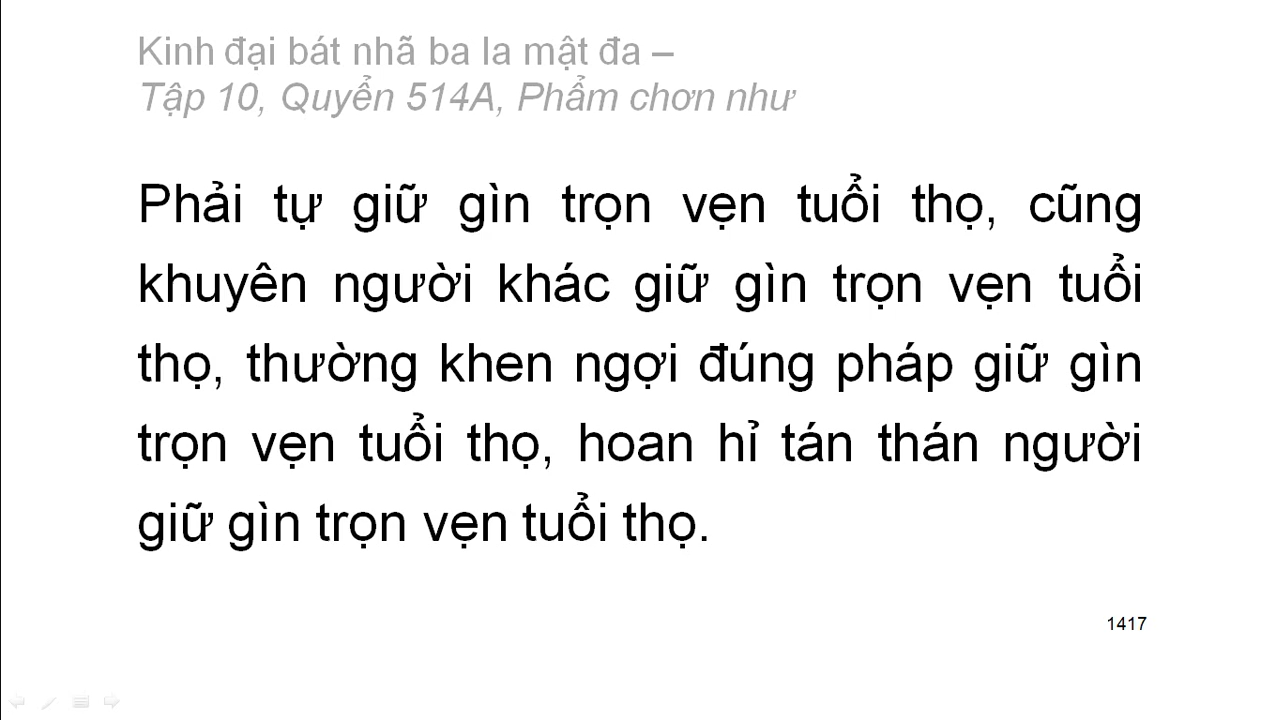 Kinh đại bát nhã ba la mật đa –
Tập 10, Quyển 514A, Phẩm chơn như
Phải tự giữ gìn trọn vẹn tuổi thọ, cũng
khuyên người khác giữ gìn trọn vẹn tuổi
thọ, thường khen ngợi đúng pháp giữ gìn
trọn vẹn tuổi thọ, hoan hỉ tán thán người
giữ gìn trọn vẹn tuổi thọ.
1417